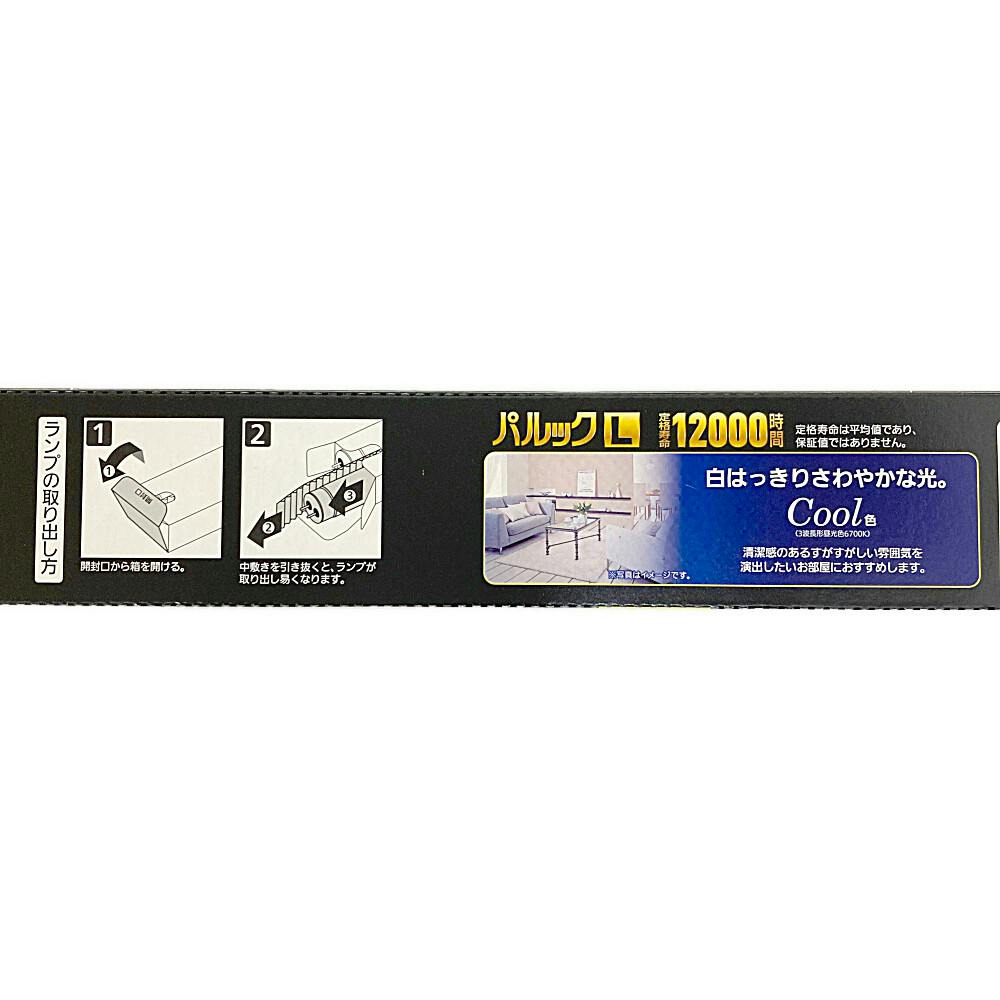 ランプの取り出し方
1
❶
開封口
開封口から箱を開ける。
2
❷
❸
中敷きを引き抜くと、ランプが
取り出し易くなります。
パルック L
定格寿命 12000時間
定格寿命は平均値であり、
保証値ではありません。
白はっきりさわやかな光。
Cool色
(3波長形昼光色6700K)
清潔感のあるすがすがしい雰囲気を
演出したいお部屋におすすめします。
※写真はイメージです。